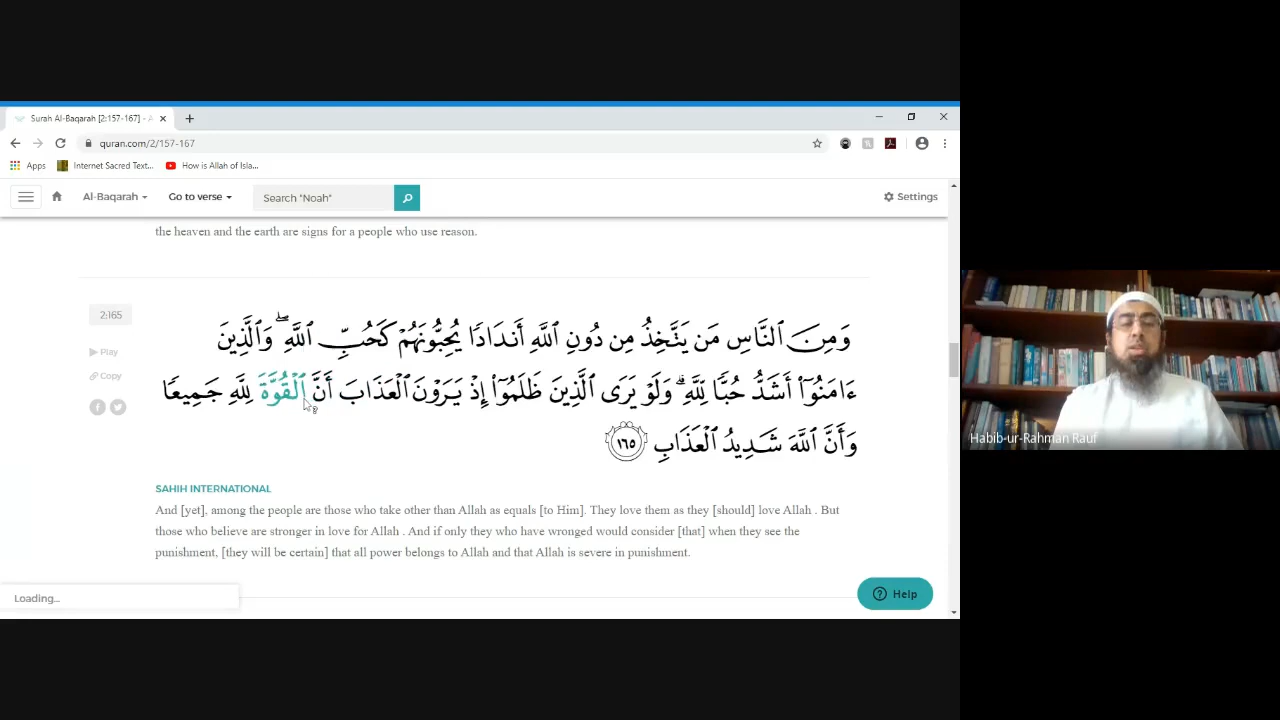 Surah Al-Baqarah [2:157-167] - A
quran.com/2/157-167
Apps
Internet Sacred Text...
How is Allah of Isla...
Al-Baqarah
Go to verse
Search "Noah"
Settings
the heaven and the earth are signs for a people who use reason.
2:165
Play
Copy
وَمِنَ ٱلنَّاسِ مَن يَتَّخِذُ مِن دُونِ ٱللَّهِ أَندَادًا يُحِبُّونَهُمْ كَحُبِّ ٱللَّهِ ۖ وَٱلَّذِينَ
ءَامَنُوٓا۟ أَشَدُّ حُبًّا لِّلَّهِ ۗ وَلَوْ يَرَى ٱلَّذِينَ ظَلَمُوٓا۟ إِذْ يَرَوْنَ ٱلْعَذَابَ أَنَّ ٱلْقُوَّةَ لِلَّهِ جَمِيعًا
وَأَنَّ ٱللَّهَ شَدِيدُ ٱلْعَذَابِ ١٦٥
SAHIH INTERNATIONAL
And [yet], among the people are those who take other than Allah as equals [to Him]. They love them as they [should] love Allah . But
those who believe are stronger in love for Allah . And if only they who have wronged would consider [that] when they see the
punishment, [they will be certain] that all power belongs to Allah and that Allah is severe in punishment.
Loading...
Help
Habib-ur-Rahman Rauf